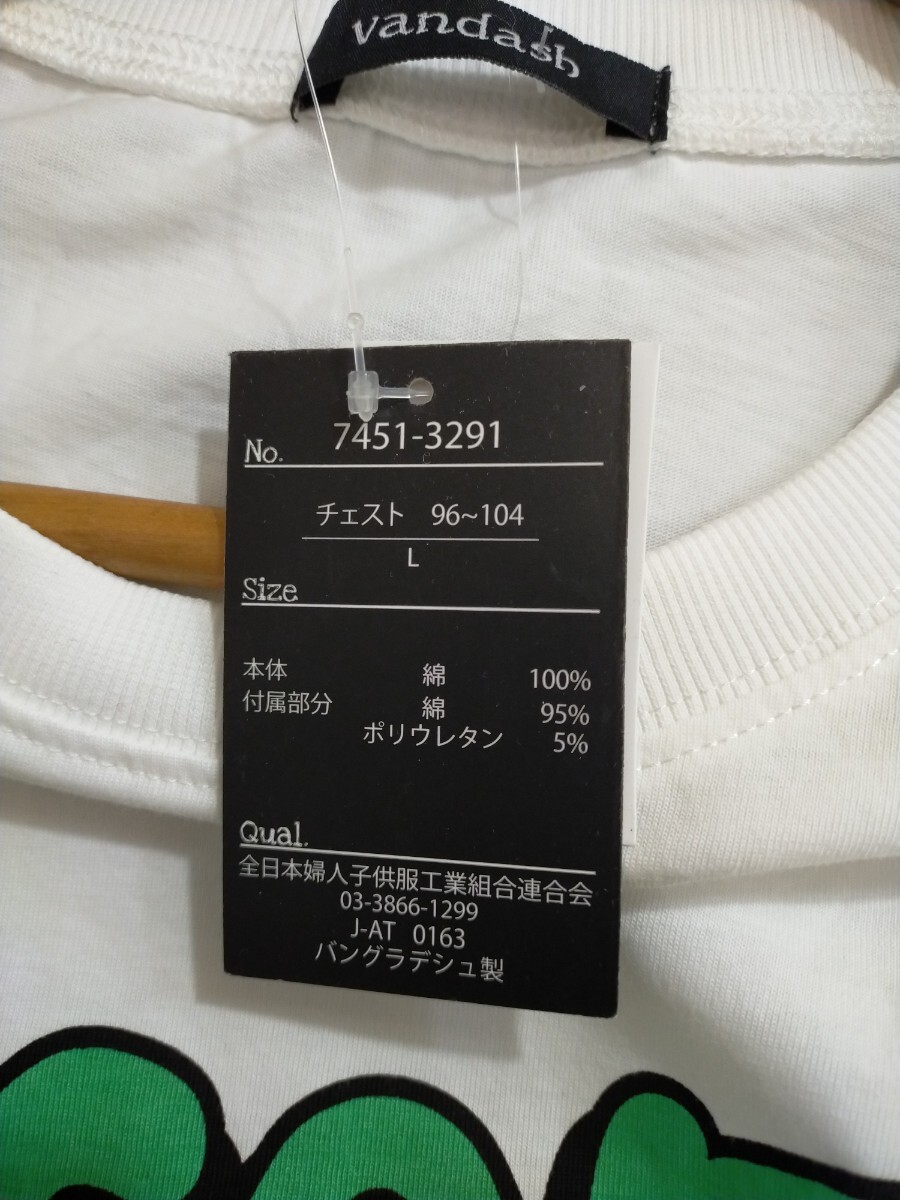 vandash
No. 7451-3291
チェスト 96~104
L
Size
本体 綿 100%
付属部分 綿 95%
ポリウレタン 5%
Qual.
全日本婦人子供服工業組合連合会
03-3866-1299
J-AT 0163
バングラデシュ製